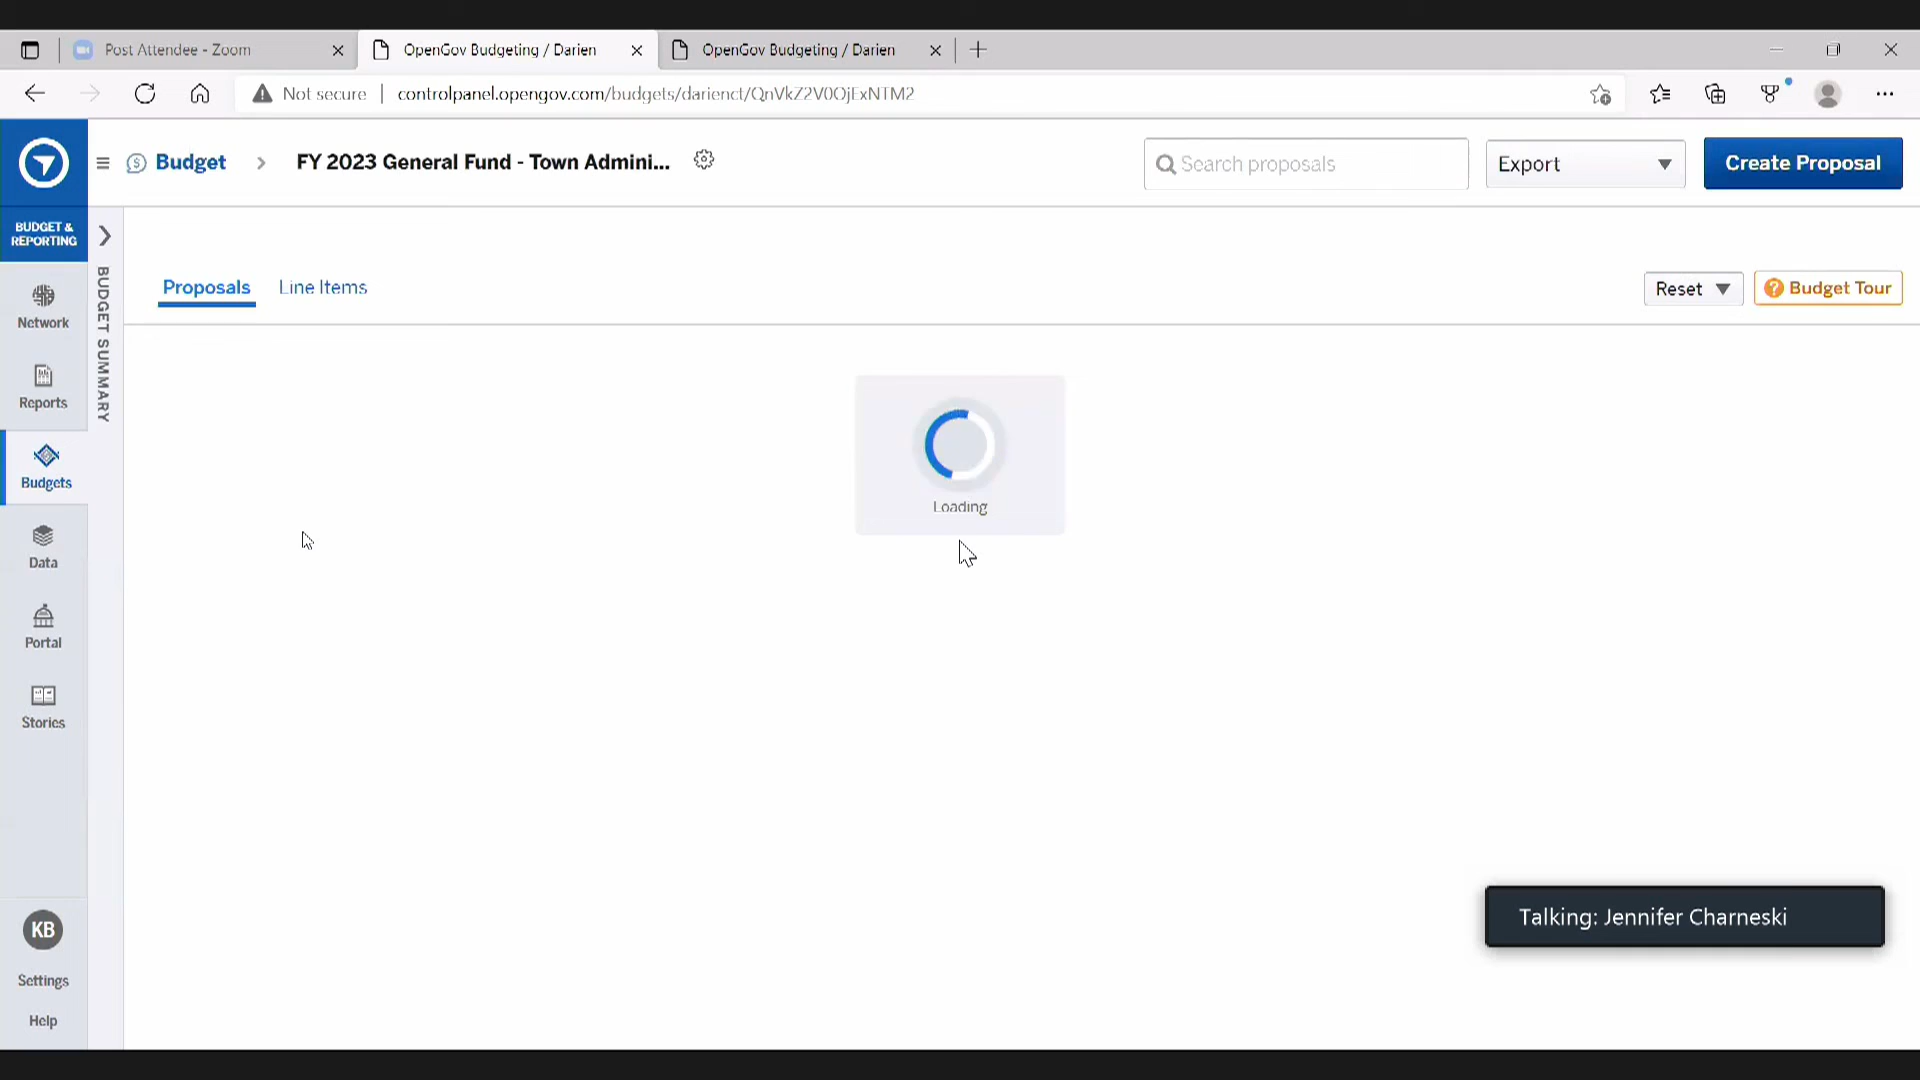 Post Attendee - Zoom
OpenGov Budgeting / Darien
OpenGov Budgeting / Darien
Not secure
controlpanel.opengov.com/budgets/darienct/QnVkZ2V0OjExNTM2
Budget
FY 2023 General Fund - Town Admini...
Search proposals
Export
Create Proposal
BUDGET &
REPORTING
BUDGET SUMMARY
Proposals
Line Items
Reset
Budget Tour
Network
Reports
Budgets
Data
Portal
Stories
Loading
Talking: Jennifer Charneski
KB
Settings
Help